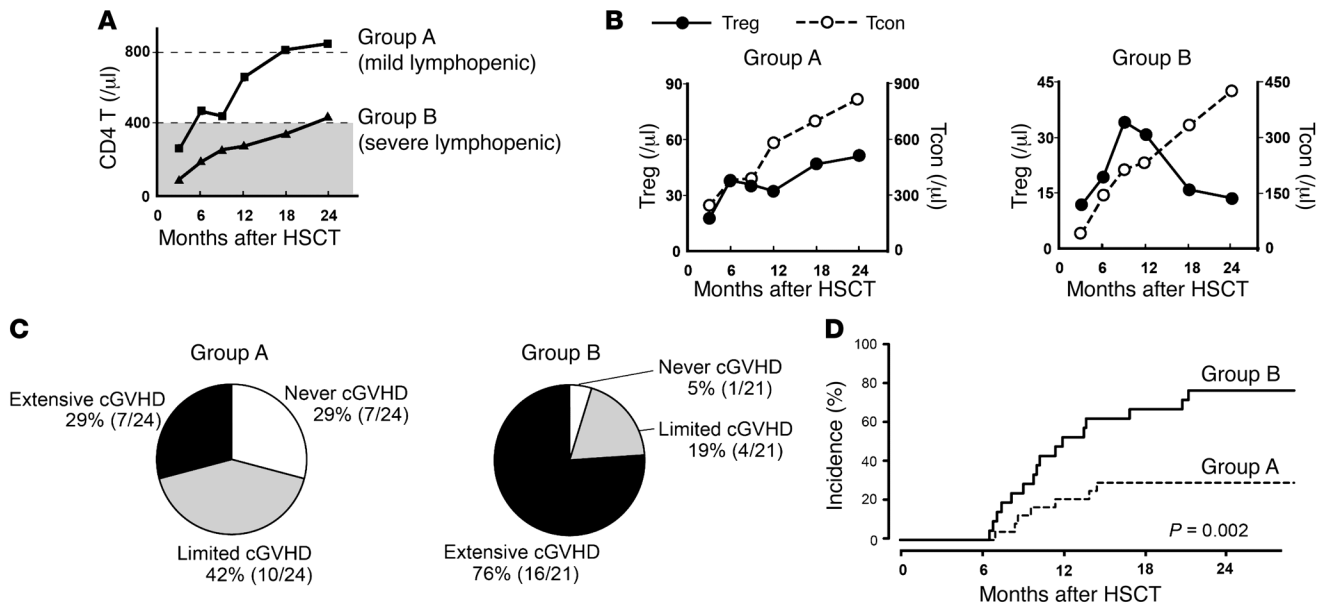 A
CD4 T (/µl)
800
400
0
0 6 12 18 24
Months after HSCT
Group A
(mild lymphopenic)
Group B
(severe lymphopenic)
B
Treg Tcon
Group A
Treg (/µl)
90
60
30
0
900
600
300
0
Tcon (/µl)
0 6 12 18 24
Months after HSCT
Group B
Treg (/µl)
45
30
15
0
450
300
150
0
Tcon (/µl)
0 6 12 18 24
Months after HSCT
C
Group A
Extensive cGVHD
29% (7/24)
Never cGVHD
29% (7/24)
Limited cGVHD
42% (10/24)
Group B
Never cGVHD
5% (1/21)
Limited cGVHD
19% (4/21)
Extensive cGVHD
76% (16/21)
D
Incidence (%)
100
80
60
40
20
0
Group B
Group A
P = 0.002
0 6 12 18 24
Months after HSCT